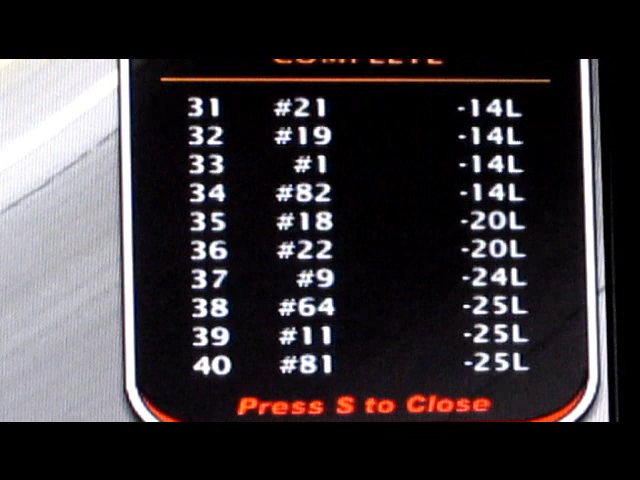 COMPLETE
31 #21 -14L
32 #19 -14L
33 #1 -14L
34 #82 -14L
35 #18 -20L
36 #22 -20L
37 #9 -24L
38 #64 -25L
39 #11 -25L
40 #81 -25L
Press S to Close